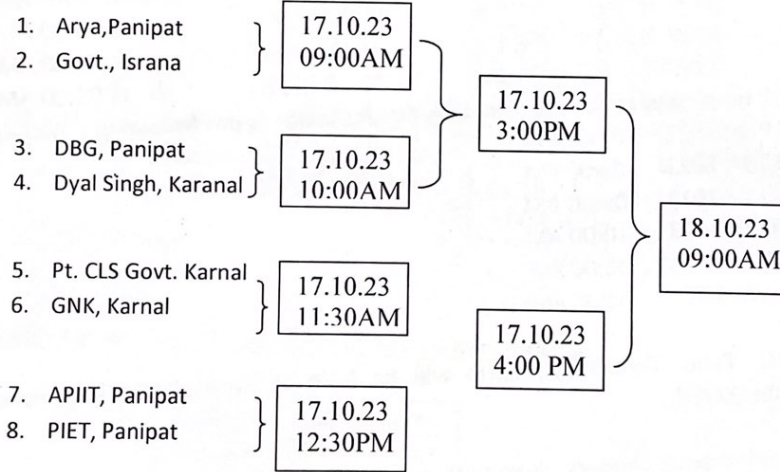 1. Arya,Panipat
2. Govt., Israna
17.10.23
09:00AM
3. DBG, Panipat
4. Dyal Singh, Karanal
17.10.23
10:00AM
17.10.23
3:00PM
5. Pt. CLS Govt. Karnal
6. GNK, Karnal
17.10.23
11:30AM
18.10.23
09:00AM
17.10.23
4:00 PM
7. APIIT, Panipat
8. PIET, Panipat
17.10.23
12:30PM